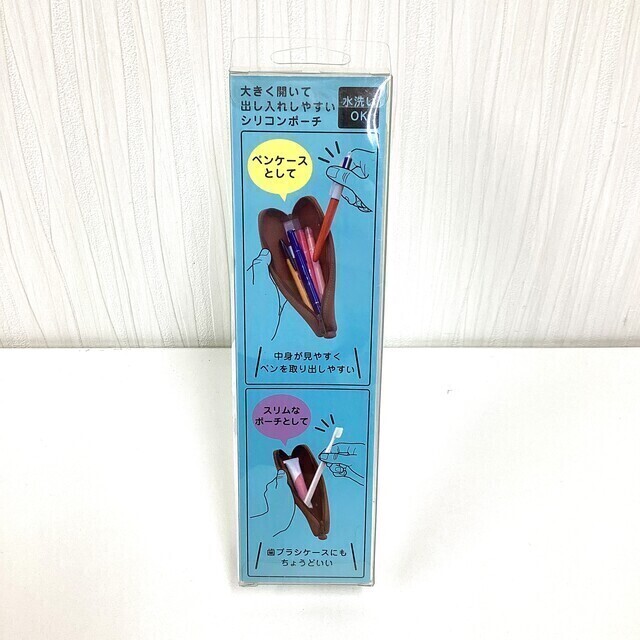 大きく開いて
出し入れしやすい
シリコンポーチ
水洗い
OK
ペンケース
として
中身が見やすく
ペンを取り出しやすい
スリムな
ポーチとして
歯ブラシケースにも
ちょうどいい